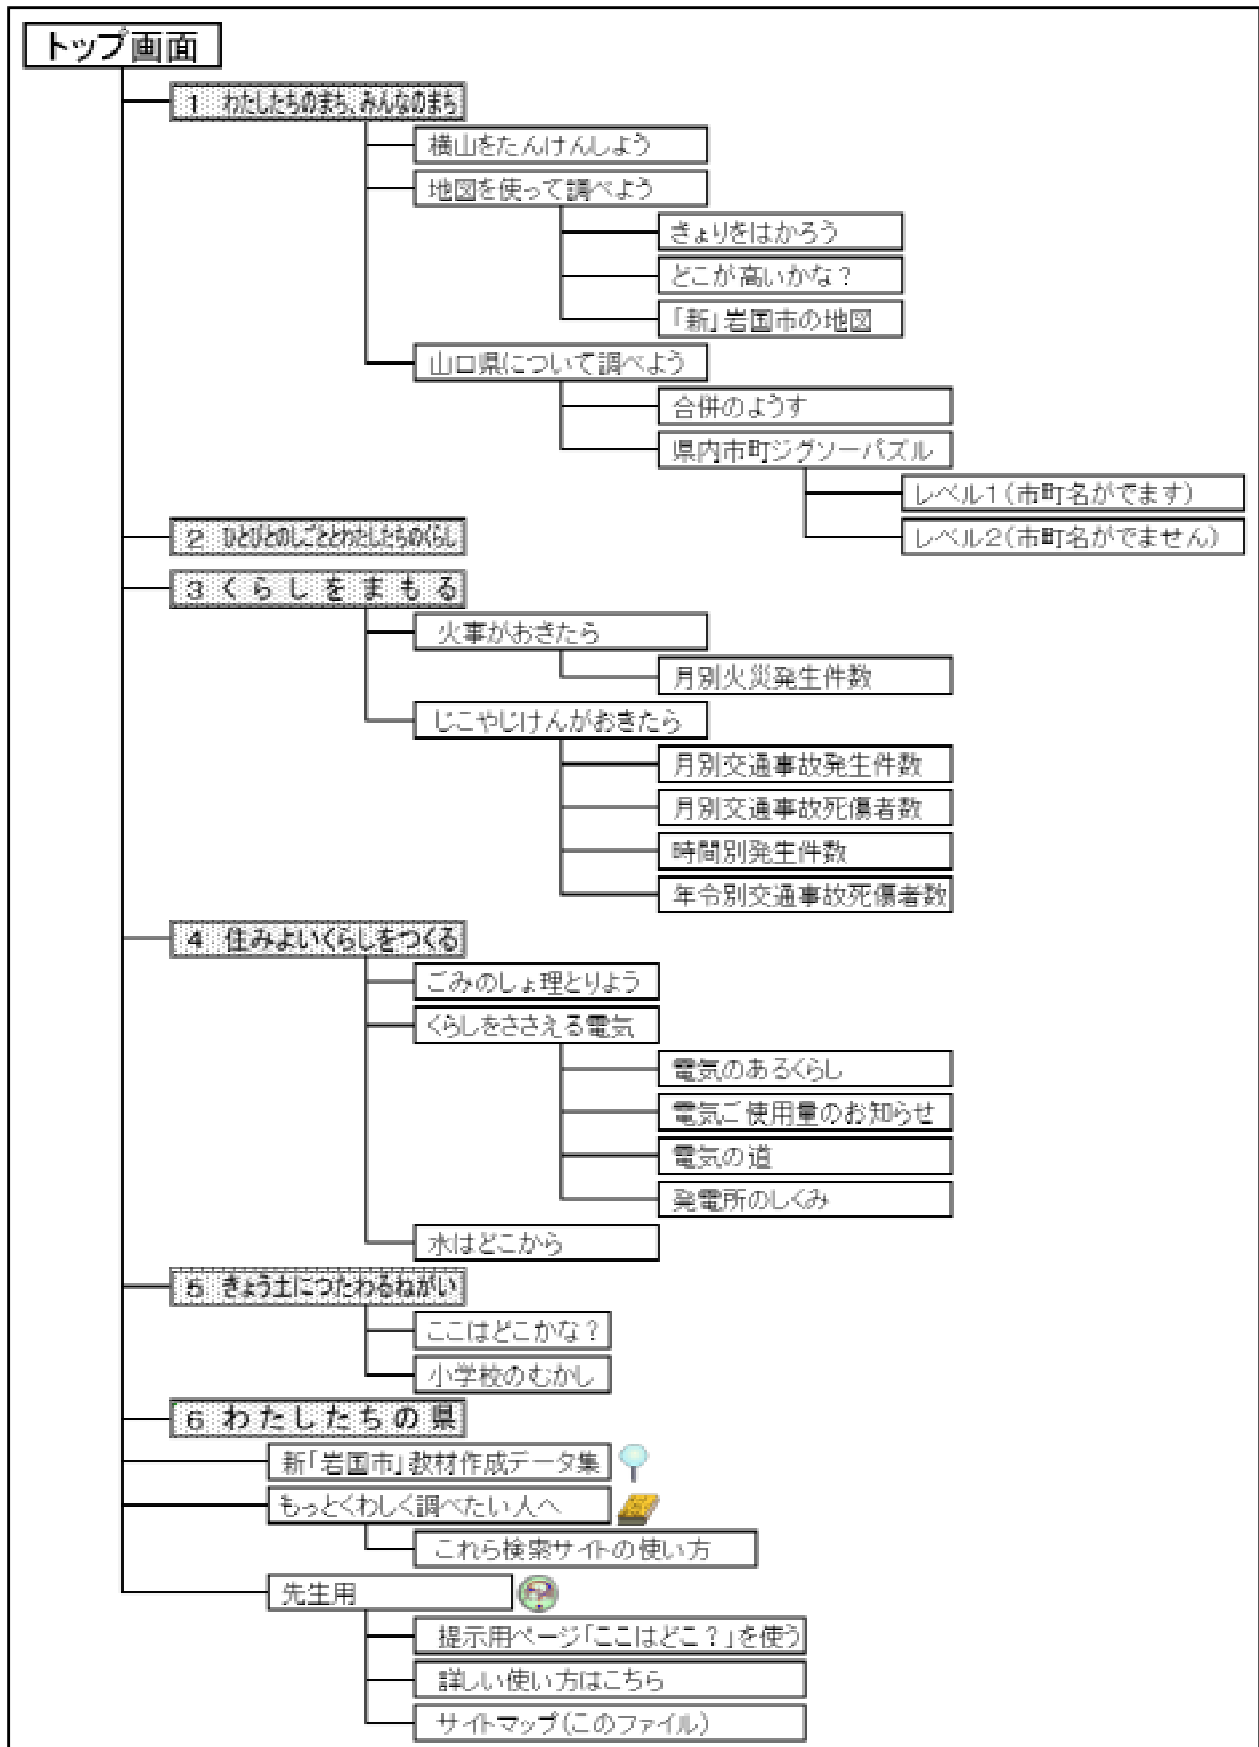 トップ画面
1 わたしたちのまち、みんなのまち
横山をたんけんしよう
地図を使って調べよう
きょりをはかろう
どこが高いかな？
「新」岩国市の地図
山口県について調べよう
合併のようす
県内市町ジグソーパズル
レベル1(市町名がでます)
レベル2(市町名がでません)
2 ひとびとのしごととわたしたちのくらし
3 くらしをまもる
火事がおきたら
月別火災発生件数
じこやじけんがおきたら
月別交通事故発生件数
月別交通事故死傷者数
時間別発生件数
年令別交通事故死傷者数
4 住みよいくらしをつくる
ごみのしょ理とりよう
くらしをささえる電気
電気のあるくらし
電気ご使用量のお知らせ
電気の道
発電所のしくみ
水はどこから
5 きょう土につたわるねがい
ここはどこかな？
小学校のむかし
6 わたしたちの県
新「岩国市」教材作成データ集
もっとくわしく調べたい人へ
これら検索サイトの使い方
先生用
提示用ページ「ここはどこ？」を使う
詳しい使い方はこちら
サイトマップ(このファイル)